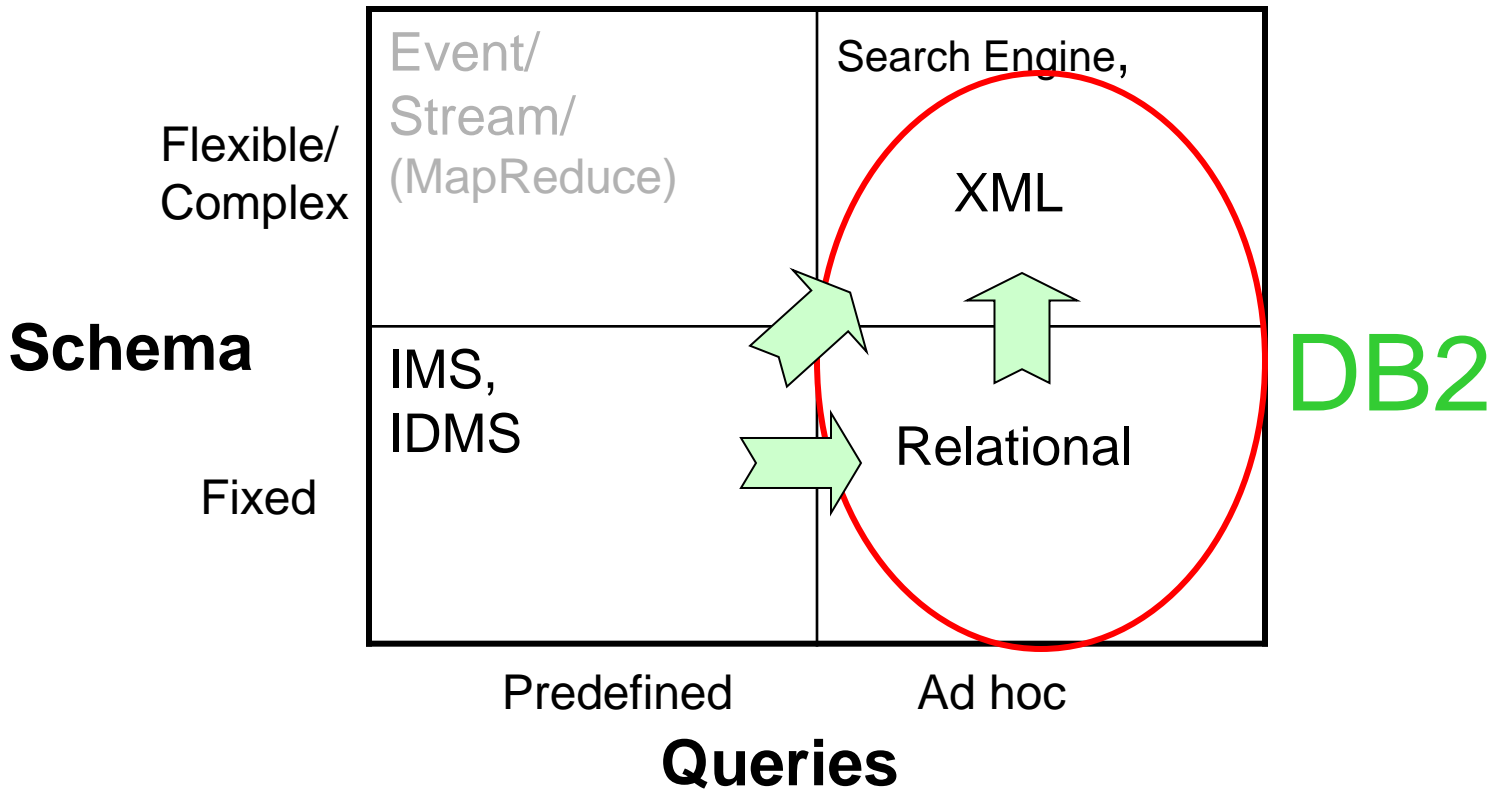 Event/
Stream/
(MapReduce)
Search Engine,
Flexible/
Complex
XML
Schema
IMS,
IDMS
DB2
Relational
Fixed
Predefined
Ad hoc
Queries